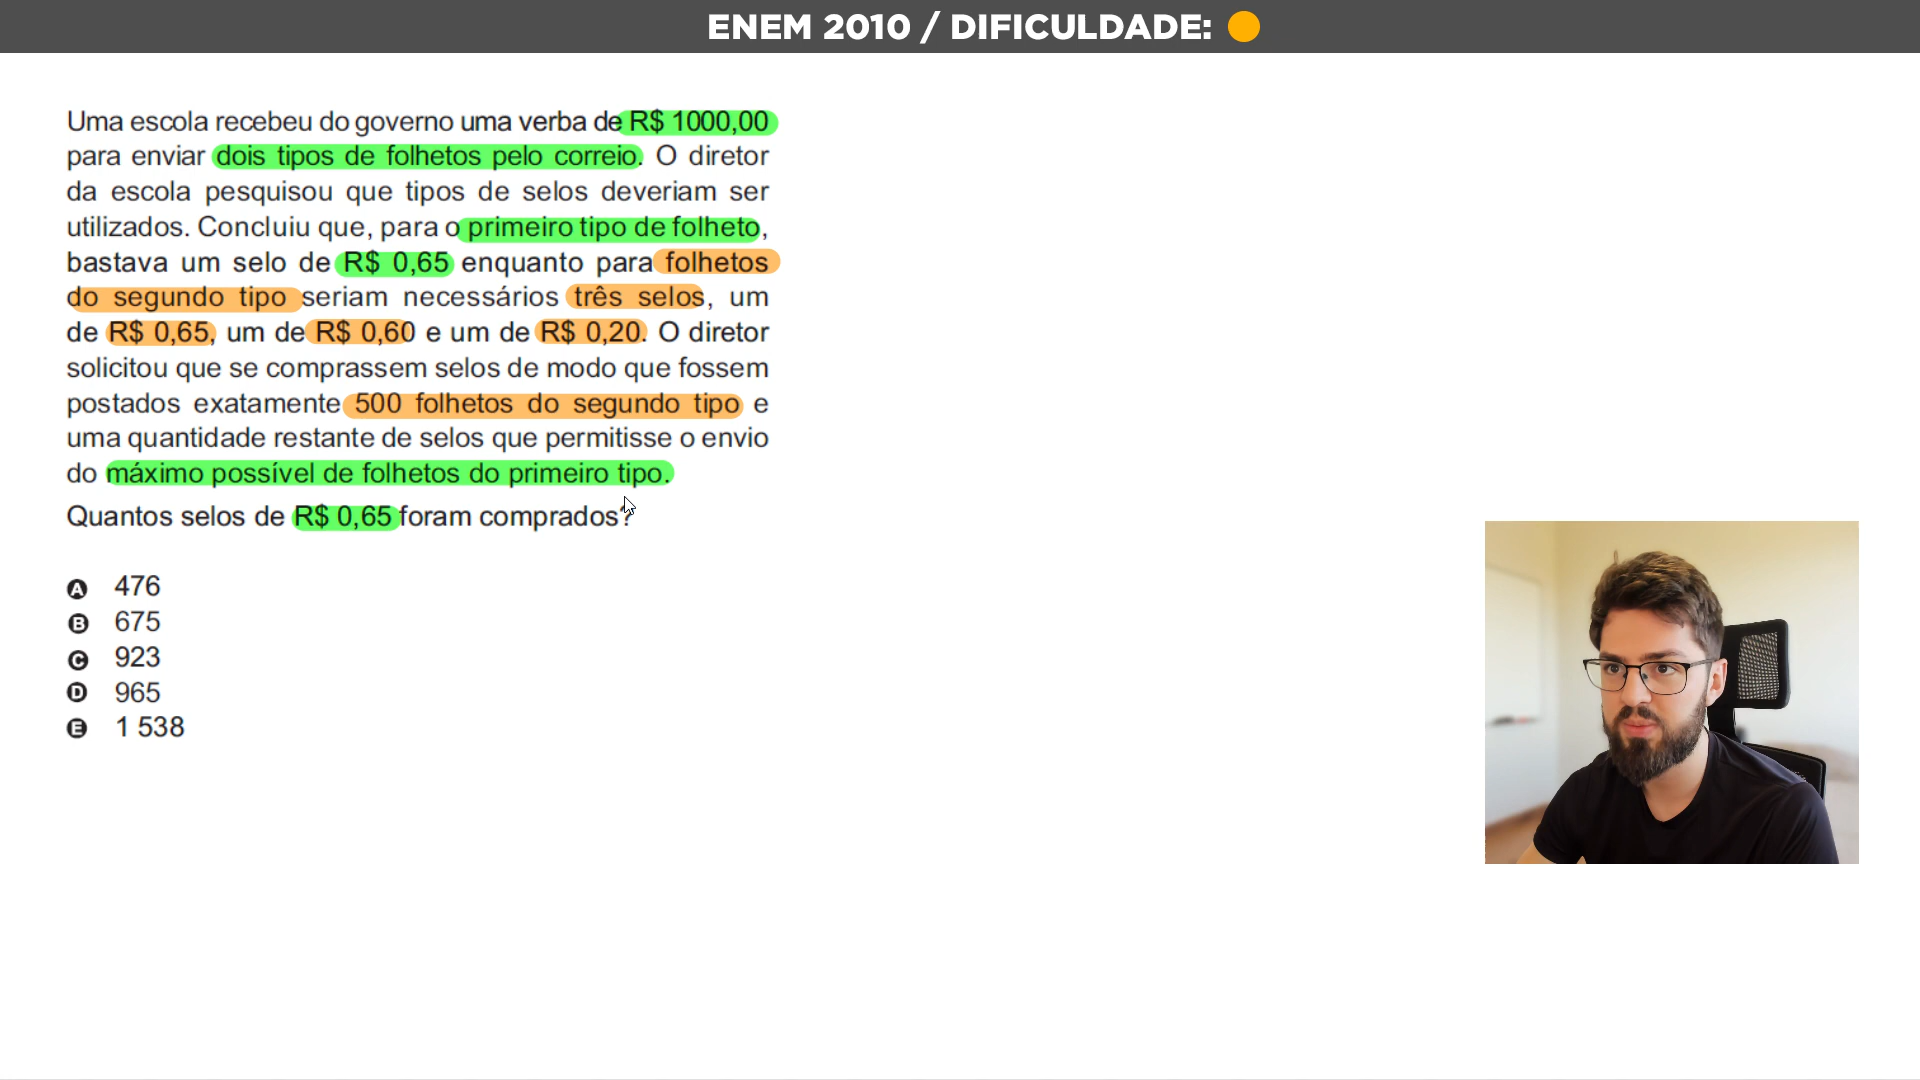 ENEM 2010 / DIFICULDADE:
Uma escola recebeu do governo uma verba de R$ 1000,00
para enviar dois tipos de folhetos pelo correio. O diretor
da escola pesquisou que tipos de selos deveriam ser
utilizados. Concluiu que, para o primeiro tipo de folheto,
bastava um selo de R$ 0,65 enquanto para folhetos
do segundo tipo seriam necessários três selos, um
de R$ 0,65, um de R$ 0,60 e um de R$ 0,20. O diretor
solicitou que se comprassem selos de modo que fossem
postados exatamente 500 folhetos do segundo tipo e
uma quantidade restante de selos que permitisse o envio
do máximo possível de folhetos do primeiro tipo.
Quantos selos de R$ 0,65 foram comprados?
A 476
B 675
C 923
D 965
E 1 538